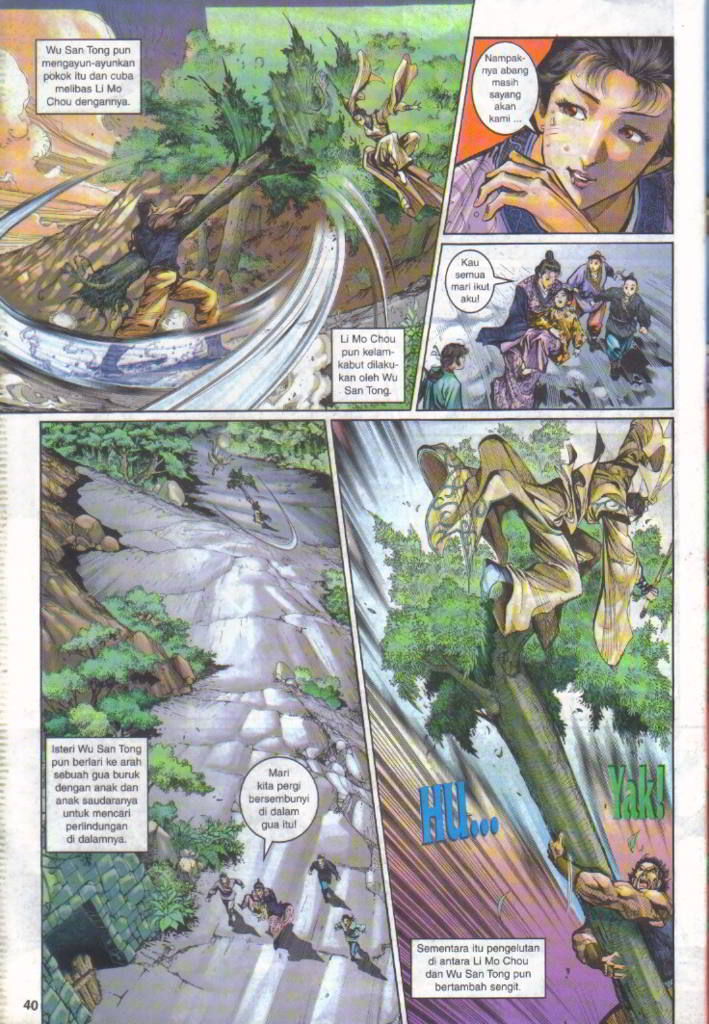 Wu San Tong pun
mengayun-ayunkan
pokok itu dan cuba
melibas Li Mo
Chou dengannya.
Li Mo Chou
pun kelam-
kabut dilaku-
kan oleh Wu
San Tong.
Nampak-
nya abang
masih
sayang
akan
kami ...
Kau
semua
mari ikut
aku!
Isteri Wu San Tong
pun berlari ke arah
sebuah gua buruk
dengan anak dan
anak saudaranya
untuk mencari
perlindungan
di dalamnya.
Mari
kita pergi
bersembunyi
di dalam
gua itu!
HU...
Yak!
Sementara itu pengelutan
di antara Li Mo Chou
dan Wu San Tong pun
bertambah sengit.
40